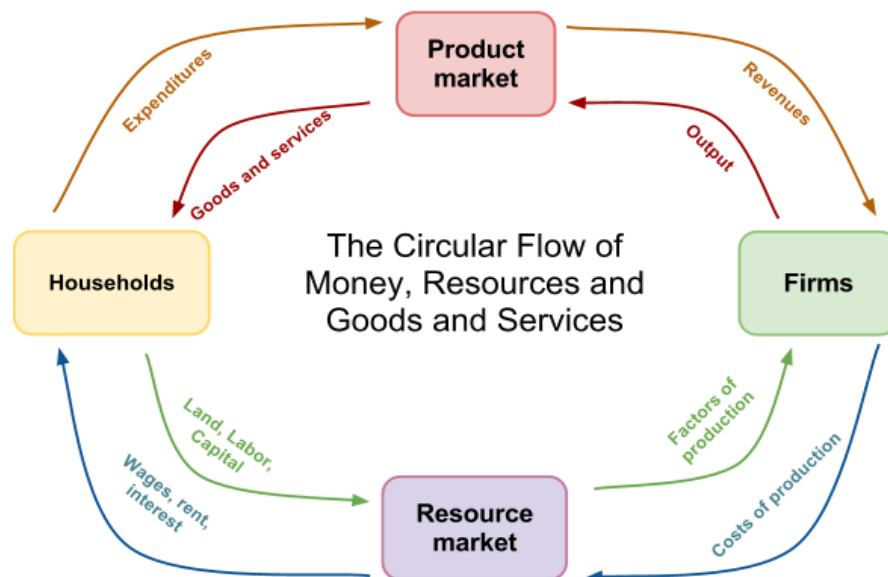 Product
market
Expenditures
Revenues
Goods and services
Output
The Circular Flow of
Money, Resources and
Goods and Services
Households
Firms
Land, Labor,
Capital
Factors of
production
Wages, rent,
interest
Costs of production
Resource
market